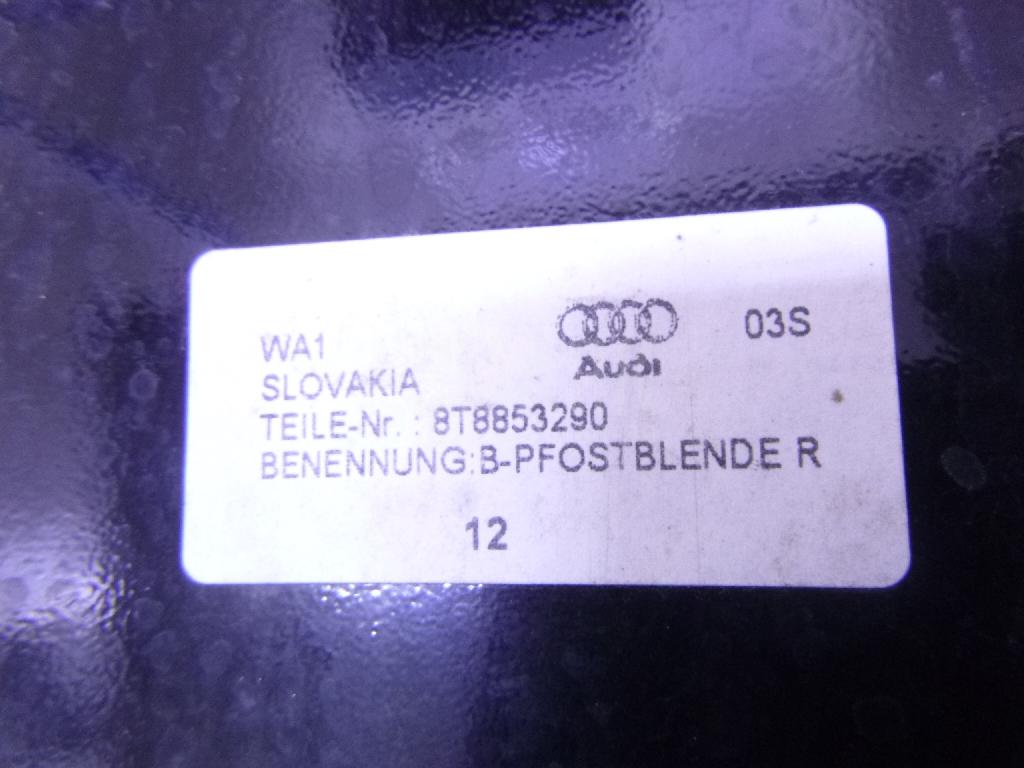 WA1
Audi
03S
SLOVAKIA
TEILE-Nr. : 8T8853290
BENENNUNG:B-PFOSTBLENDE R
12